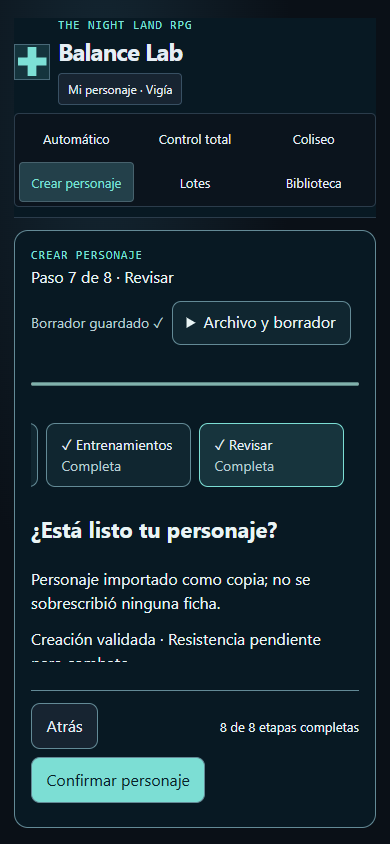 THE NIGHT LAND RPG
Balance Lab
Mi personaje · Vigía
Automático
Control total
Coliseo
Crear personaje
Lotes
Biblioteca
CREAR PERSONAJE
Paso 7 de 8 · Revisar
Borrador guardado ✓
▶ Archivo y borrador
✓ Entrenamientos
Completa
✓ Revisar
Completa
¿Está listo tu personaje?
Personaje importado como copia; no se
sobrescribió ninguna ficha.
Creación validada · Resistencia pendiente
Atrás
8 de 8 etapas completas
Confirmar personaje